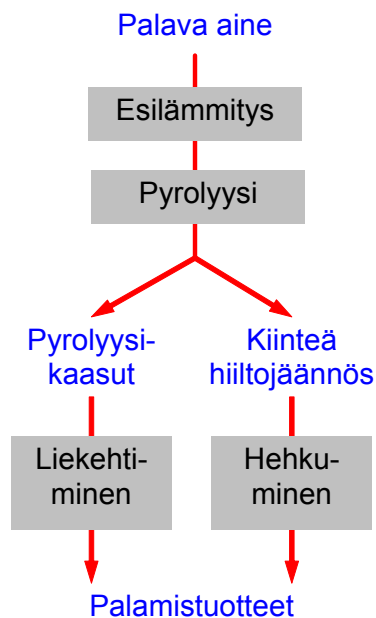 Palava aine
Esilämmitys
Pyrolyysi
Pyrolyysi-
kaasut
Kiinteä
hiiltojäännös
Liekehti-
minen
Hehku-
minen
Palamistuotteet